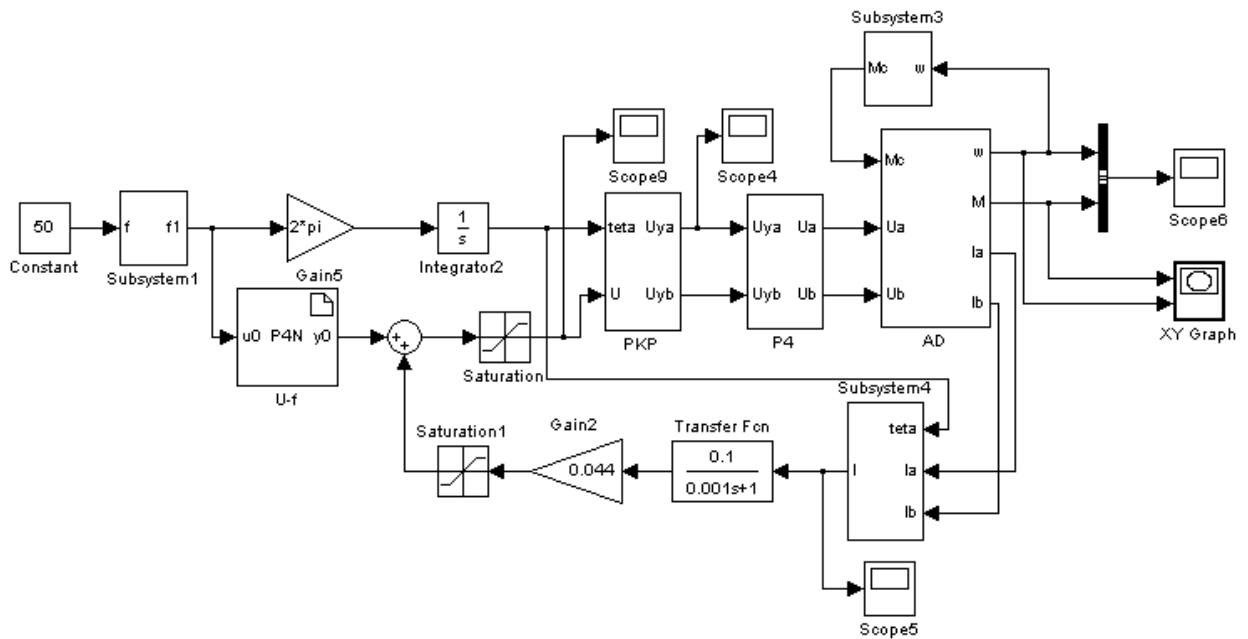 Subsystem3
Mc w
Scope9
Scope4
Mc w
M
Ua Ia
Ub Ib
AD
Scope6
XY Graph
50
Constant
f f1
Subsystem1
2*pi
Gain5
1
s
Integrator2
teta Uya
U Uyb
PKP
Uya Ua
Uyb Ub
P4
u0 P4N y0
U-f
+
+
Saturation
Subsystem4
teta
I Ia
Ib
Saturation1
Gain2
0.044
Transfer Fcn
0.1
0.001s+1
Scope5